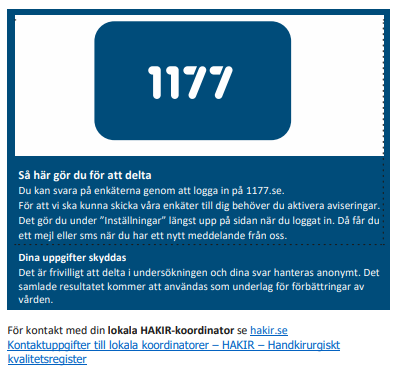 1177
Så här gör du för att delta
Du kan svara på enkäterna genom att logga in på 1177.se.
För att vi ska kunna skicka våra enkäter till dig behöver du aktivera aviseringar.
Det gör du under ”Inställningar” längst upp på sidan när du loggat in. Då får du
ett mejl eller sms när du har ett nytt meddelande från oss.
Dina uppgifter skyddas
Det är frivilligt att delta i undersökningen och dina svar hanteras anonymt. Det
samlade resultatet kommer att användas som underlag för förbättringar av
vården.
För kontakt med din lokala HAKIR-koordinator se hakir.se
Kontaktuppgifter till lokala koordinatorer – HAKIR – Handkirurgiskt
kvalitetsregister